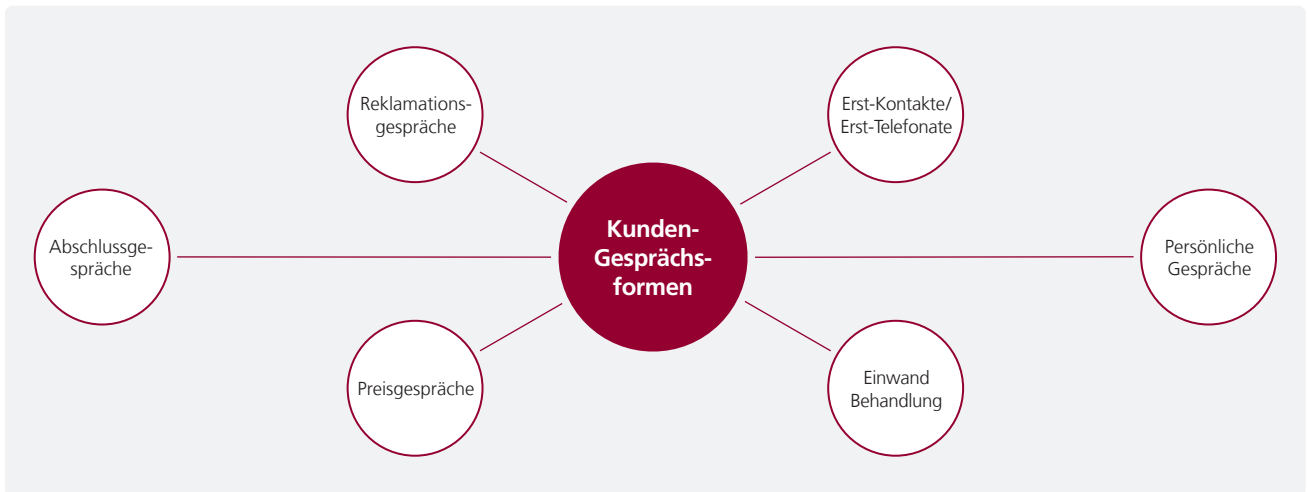 Reklamations-
gespräche
Erst-Kontakte/
Erst-Telefonate
Abschlussge-
spräche
Kunden-
Gesprächs-
formen
Persönliche
Gespräche
Preisgespräche
Einwand
Behandlung